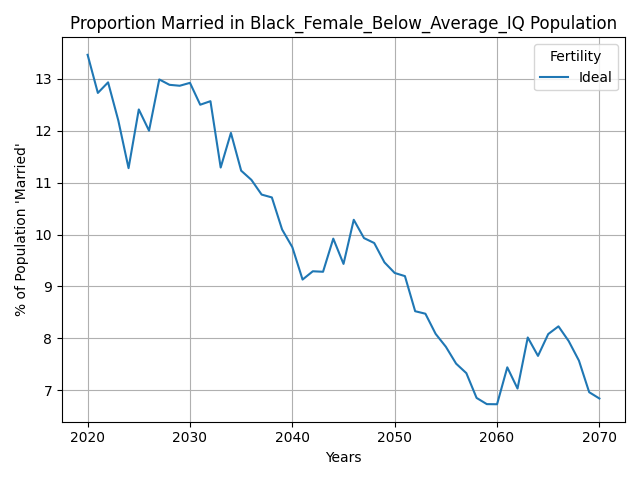 Proportion Married in Black_Female_Below_Average_IQ Population
% of Population 'Married'
13
12
11
10
9
8
7
Fertility
Ideal
2020 2030 2040 2050 2060 2070
Years